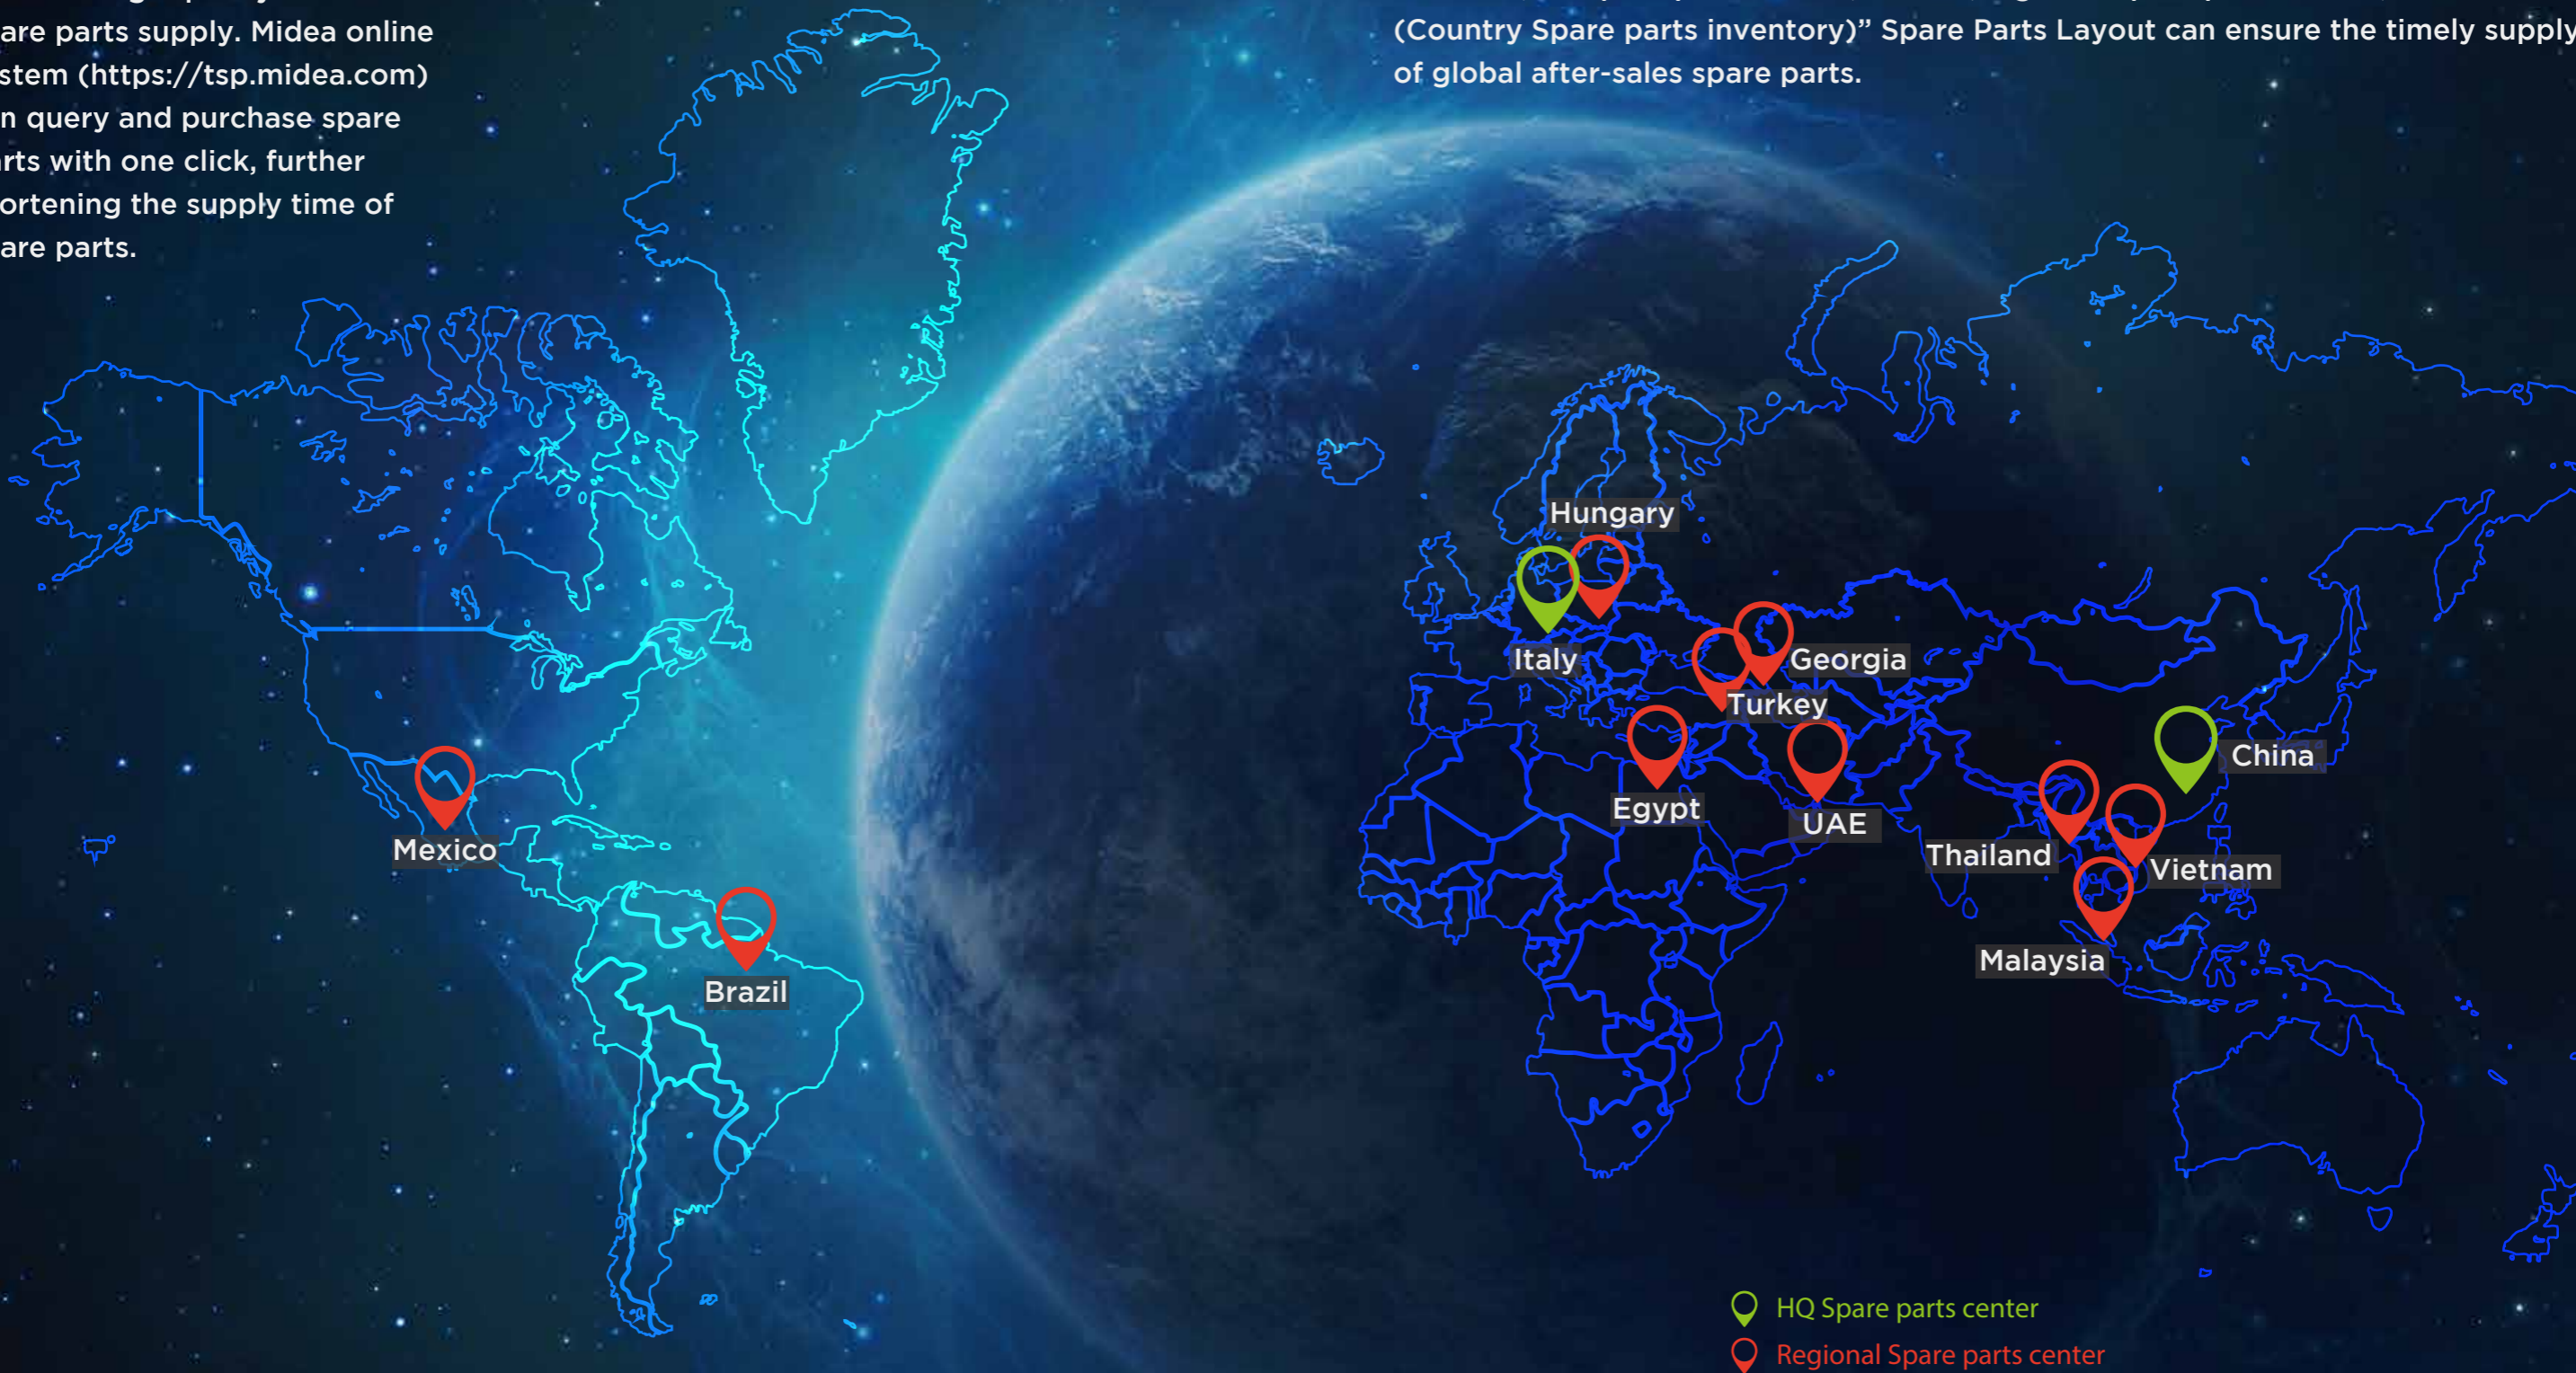 are parts supply. Midea online
stem (https://tsp.midea.com)
n query and purchase spare
arts with one click, further
ortening the supply time of
are parts.
(Country Spare parts inventory)” Spare Parts Layout can ensure the timely supply
of global after-sales spare parts.
Hungary
Italy
Georgia
Turkey
China
Egypt
UAE
Mexico
Thailand
Vietnam
Malaysia
Brazil
HQ Spare parts center
Regional Spare parts center